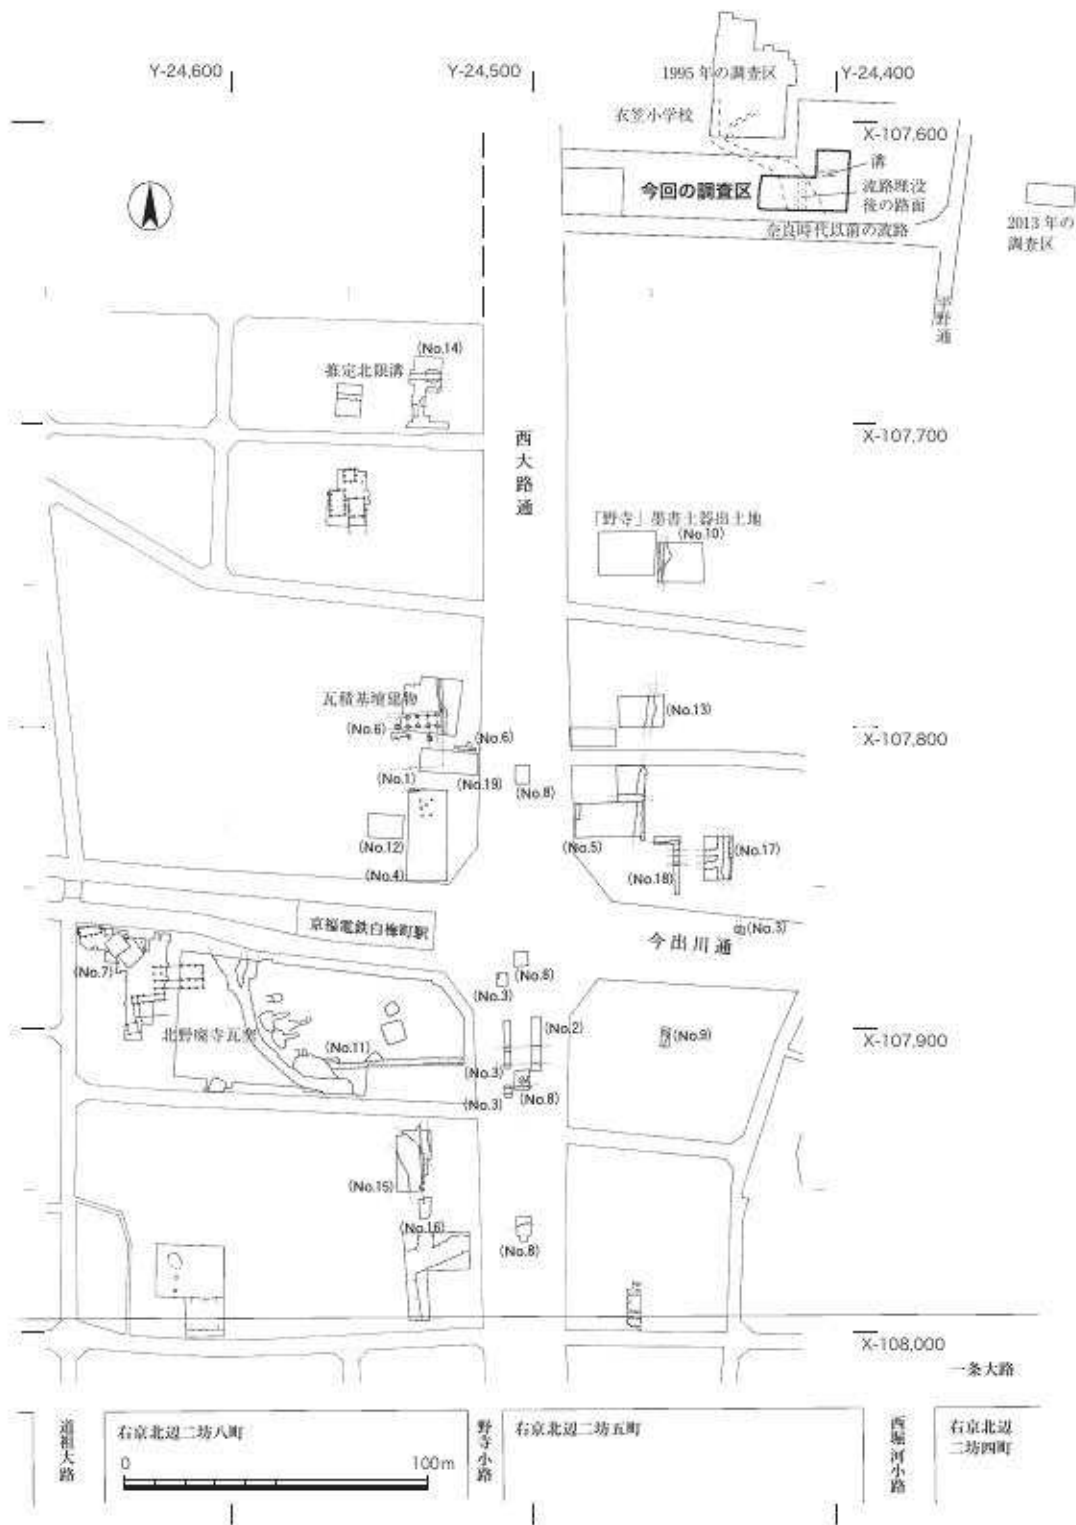 Y-24,600
Y-24,500
1995年の調査区
Y-24,400
衣笠小学校
X-107,600
溝
今回の調査区
流路埋没
後の路面
奈良時代以前の流路
2013年の
調査区
平野通
(No.14)
推定北限溝
X-107,700
西大路通
「野寺」墨書土器出土地
(No.10)
瓦積基壇建物
(No.13)
(No.6)
(No.6)
X-107,800
(No.1)
(No.19)
(No.8)
(No.12)
(No.5)
(No.17)
(No.4)
(No.18)
京福電鉄白梅町駅
今出川通
(No.3)
(No.7)
(No.8)
(No.3)
北野廃寺瓦窯
(No.2)
(No.9)
X-107,900
(No.11)
(No.3)
(No.3)
(No.8)
(No.15)
(No.16)
(No.8)
X-108,000
一条大路
道祖大路
右京北辺二坊八町
野寺小路
右京北辺二坊五町
西堀河小路
右京北辺
二坊四町
0
100m